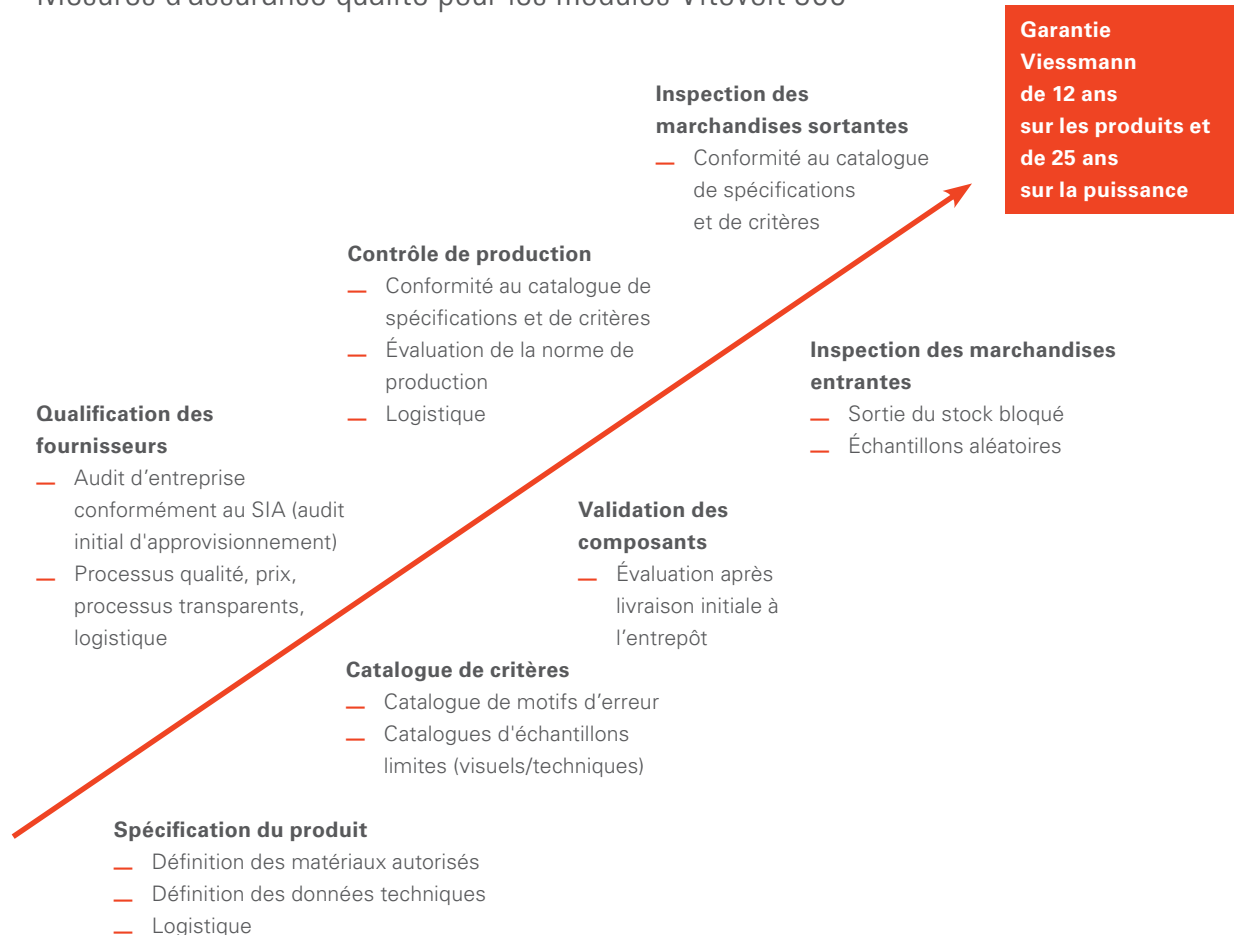 Garantie
Viessmann
de 12 ans
sur les produits et
de 25 ans
sur la puissance
Inspection des
marchandises sortantes
— Conformité au catalogue
de spécifications
et de critères
Contrôle de production
— Conformité au catalogue de
spécifications et de critères
— Évaluation de la norme de
production
— Logistique
Inspection des marchandises
entrantes
— Sortie du stock bloqué
— Échantillons aléatoires
Qualification des
fournisseurs
— Audit d’entreprise
conformément au SIA (audit
initial d'approvisionnement)
— Processus qualité, prix,
processus transparents,
logistique
Validation des
composants
— Évaluation après
livraison initiale à
l’entrepôt
Catalogue de critères
— Catalogue de motifs d’erreur
— Catalogues d'échantillons
limites (visuels/techniques)
Spécification du produit
— Définition des matériaux autorisés
— Définition des données techniques
— Logistique